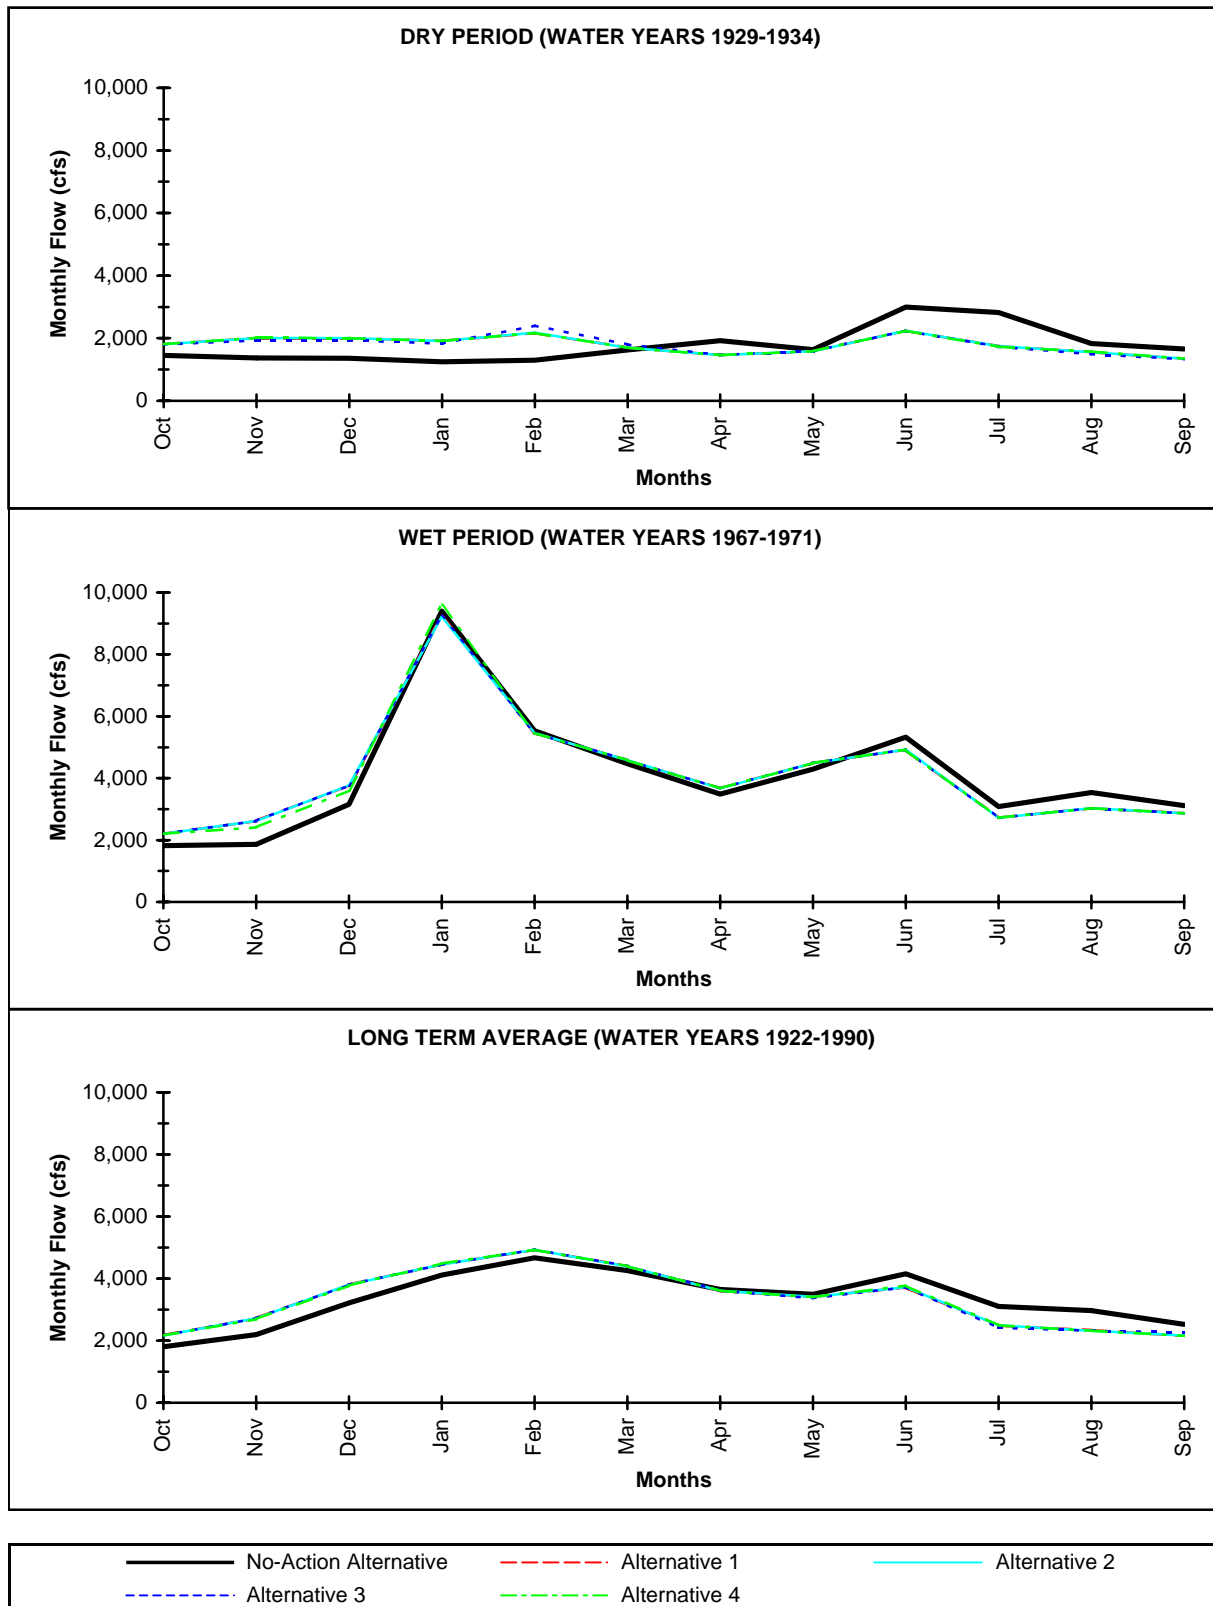 DRY PERIOD (WATER YEARS 1929-1934)
10,000
8,000
6,000
4,000
2,000
0
Monthly Flow (cfs)
Oct
Nov
Dec
Jan
Feb
Mar
Apr
May
Jun
Jul
Aug
Sep
Months
WET PERIOD (WATER YEARS 1967-1971)
10,000
8,000
6,000
4,000
2,000
0
Monthly Flow (cfs)
Oct
Nov
Dec
Jan
Feb
Mar
Apr
May
Jun
Jul
Aug
Sep
Months
LONG TERM AVERAGE (WATER YEARS 1922-1990)
10,000
8,000
6,000
4,000
2,000
0
Monthly Flow (cfs)
Oct
Nov
Dec
Jan
Feb
Mar
Apr
May
Jun
Jul
Aug
Sep
Months
No-Action Alternative
Alternative 1
Alternative 2
Alternative 3
Alternative 4